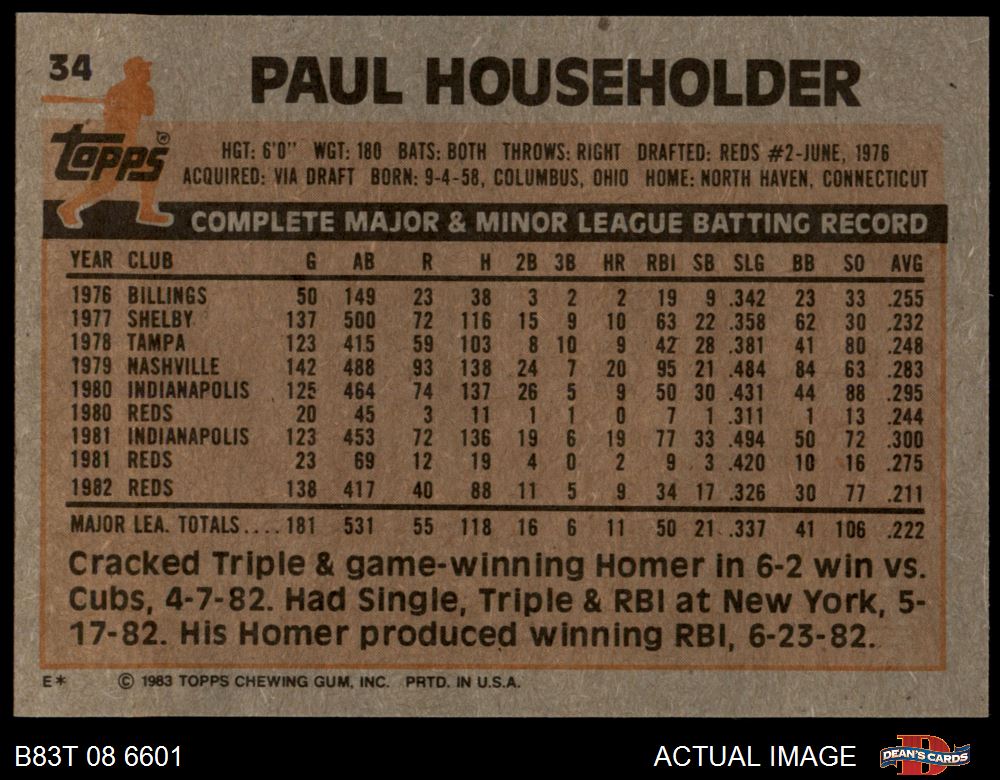 34
PAUL HOUSEHOLDER
topps®
HGT: 6'0" WGT: 180 BATS: BOTH THROWS: RIGHT DRAFTED: REDS #2-JUNE, 1976
ACQUIRED: VIA DRAFT BORN: 9-4-58, COLUMBUS, OHIO HOME: NORTH HAVEN, CONNECTICUT
COMPLETE MAJOR & MINOR LEAGUE BATTING RECORD
YEAR CLUB G AB R H 2B 3B HR RBI SB SLG BB SO AVG
1976 BILLINGS 50 149 23 38 3 2 2 19 9 .342 23 33 .255
1977 SHELBY 137 500 72 116 15 9 10 63 22 .358 62 30 .232
1978 TAMPA 123 415 59 103 8 10 9 42 28 .381 41 80 .248
1979 NASHVILLE 142 488 93 138 24 7 20 95 21 .484 84 63 .283
1980 INDIANAPOLIS 125 464 74 137 26 5 9 50 30 .431 44 88 .295
1980 REDS 20 45 3 11 1 1 0 7 1 .311 1 13 .244
1981 INDIANAPOLIS 123 453 72 136 19 6 19 77 33 .494 50 72 .300
1981 REDS 23 69 12 19 4 0 2 9 3 .420 10 16 .275
1982 REDS 138 417 40 88 11 5 9 34 17 .326 30 77 .211
MAJOR LEA. TOTALS.... 181 531 55 118 16 6 11 50 21 .337 41 106 .222
Cracked Triple & game-winning Homer in 6-2 win vs.
Cubs, 4-7-82. Had Single, Triple & RBI at New York, 5-
17-82. His Homer produced winning RBI, 6-23-82.
E* © 1983 TOPPS CHEWING GUM, INC. PRTD. IN U.S.A.
B83T 08 6601 ACTUAL IMAGE DEAN'S CARDS